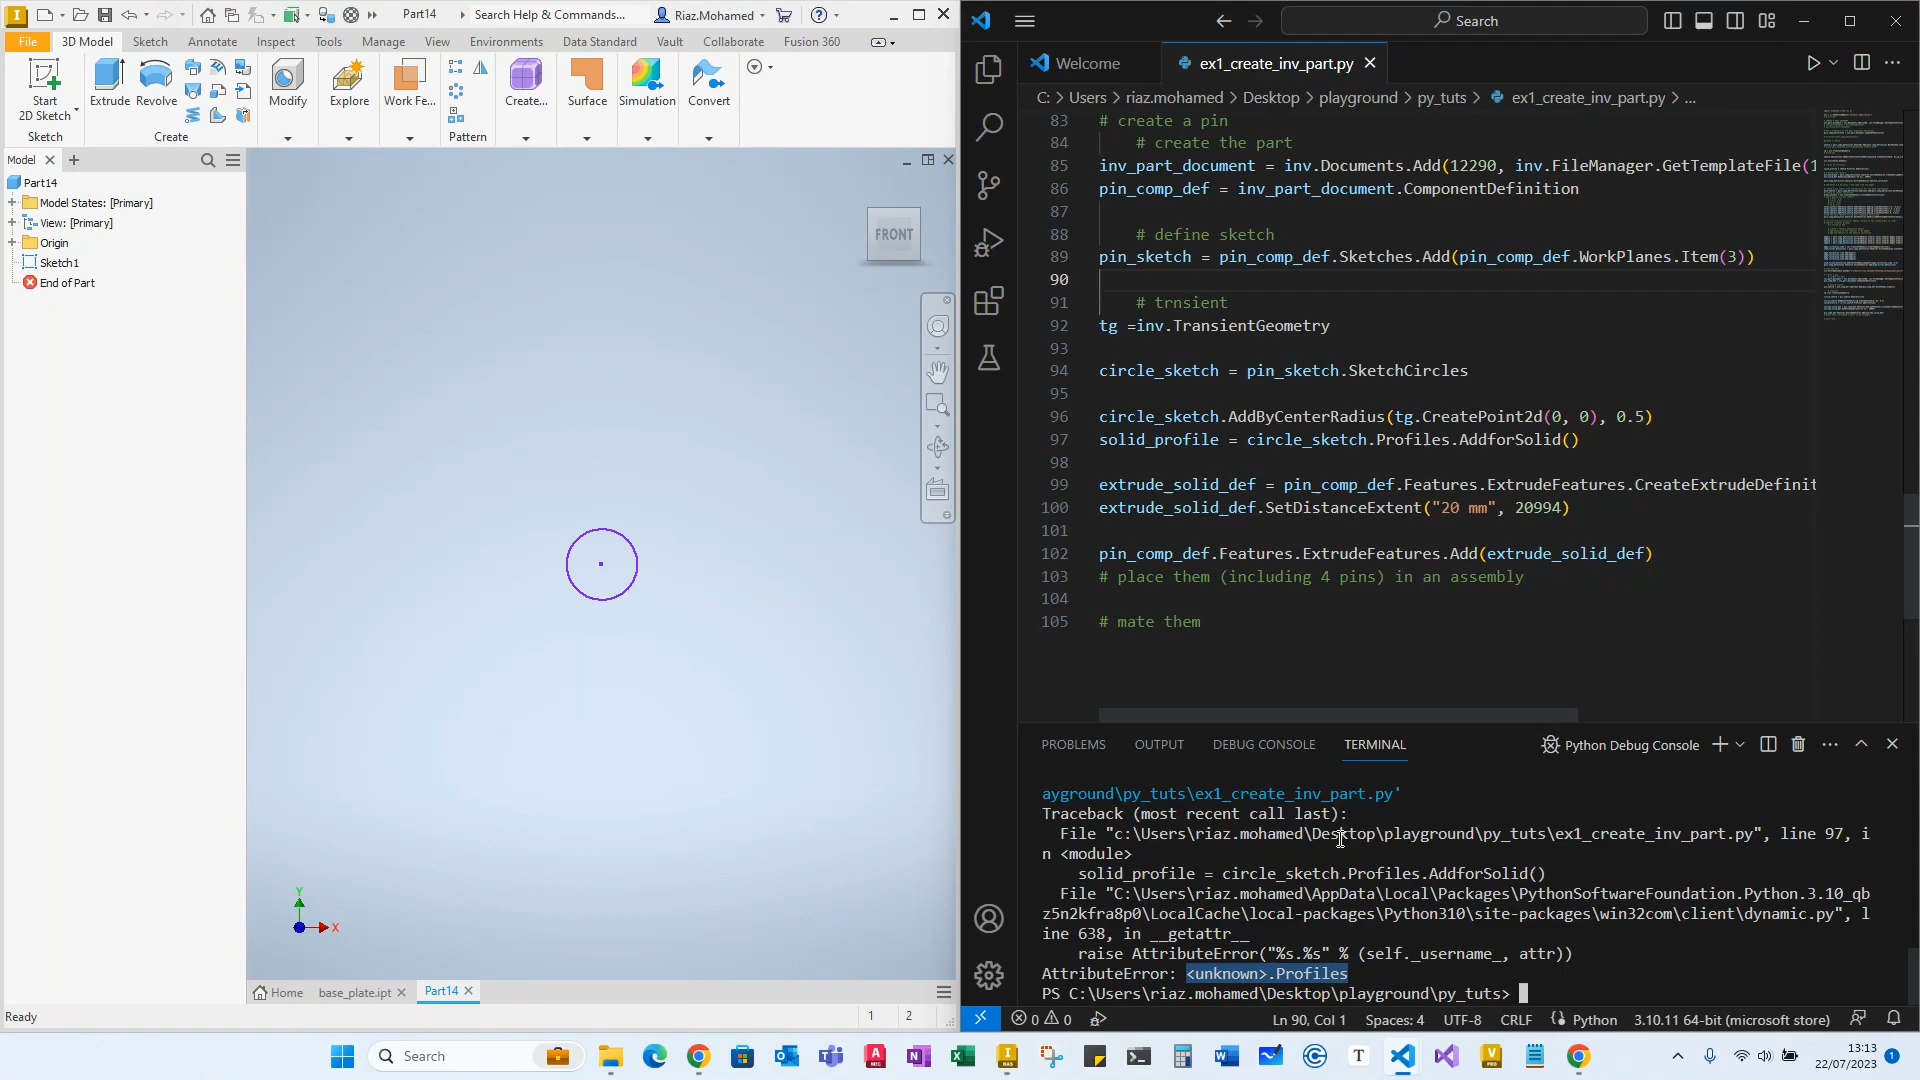 Part14
Search Help & Commands...
Riaz.Mohamed
File
3D Model
Sketch
Annotate
Inspect
Tools
Manage
View
Environments
Data Standard
Vault
Collaborate
Fusion 360
Start
2D Sketch
Extrude
Revolve
Modify
Explore
Work Fe...
Create...
Surface
Simulation
Convert
Sketch
Create
Pattern
Model
Part14
Model States: [Primary]
View: [Primary]
Origin
Sketch1
End of Part
FRONT
Y
X
Home
base_plate.ipt
Part14
Ready
1
2
Search
Welcome
ex1_create_inv_part.py
C: > Users > riaz.mohamed > Desktop > playground > py_tuts > ex1_create_inv_part.py > ...
83 # create a pin
84 # create the part
85 inv_part_document = inv.Documents.Add(12290, inv.FileManager.GetTemplateFile(1
86 pin_comp_def = inv_part_document.ComponentDefinition
87
88 # define sketch
89 pin_sketch = pin_comp_def.Sketches.Add(pin_comp_def.WorkPlanes.Item(3))
90
91 # trnsient
92 tg =inv.TransientGeometry
93
94 circle_sketch = pin_sketch.SketchCircles
95
96 circle_sketch.AddByCenterRadius(tg.CreatePoint2d(0, 0), 0.5)
97 solid_profile = circle_sketch.Profiles.AddforSolid()
98
99 extrude_solid_def = pin_comp_def.Features.ExtrudeFeatures.CreateExtrudeDefinit
100 extrude_solid_def.SetDistanceExtent("20 mm", 20994)
101
102 pin_comp_def.Features.ExtrudeFeatures.Add(extrude_solid_def)
103 # place them (including 4 pins) in an assembly
104
105 # mate them
PROBLEMS
OUTPUT
DEBUG CONSOLE
TERMINAL
Python Debug Console
ayground\py_tuts\ex1_create_inv_part.py'
Traceback (most recent call last):
File "c:\Users\riaz.mohamed\Desktop\playground\py_tuts\ex1_create_inv_part.py", line 97, i
n <module>
solid_profile = circle_sketch.Profiles.AddforSolid()
File "C:\Users\riaz.mohamed\AppData\Local\Packages\PythonSoftwareFoundation.Python.3.10_qb
z5n2kfra8p0\LocalCache\local-packages\Python310\site-packages\win32com\client\dynamic.py", l
ine 638, in __getattr__
raise AttributeError("%s.%s" % (self._username_, attr))
AttributeError: <unknown>.Profiles
PS C:\Users\riaz.mohamed\Desktop\playground\py_tuts>
0
0
Ln 90, Col 1
Spaces: 4
UTF-8
CRLF
Python
3.10.11 64-bit (microsoft store)
Search
13:13
22/07/2023